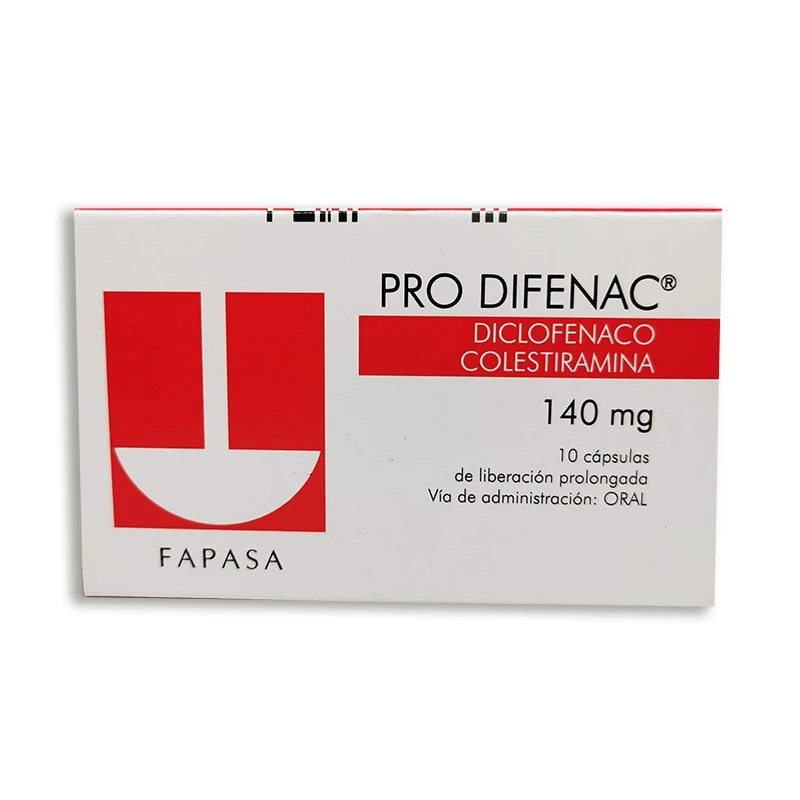 PRO DIFENAC®
DICLOFENACO
COLESTIRAMINA
140 mg
10 cápsulas
de liberación prolongada
Vía de administración: ORAL
FAPASA